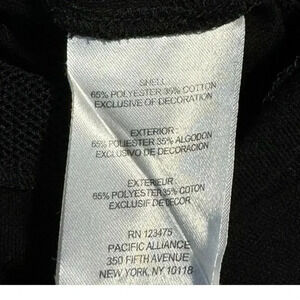 SHELL
65% POLYESTER 35% COTTON
EXCLUSIVE OF DECORATION
EXTERIOR:
65% POLIESTER 35% ALGODON
EXCLUSIVO DE DECORACION
EXTERIEUR:
65% POLYESTER 35% COTON
EXCLUSIF DE DECOR
RN 123475
PACIFIC ALLIANCE
350 FIFTH AVENUE
NEW YORK, NY 10118